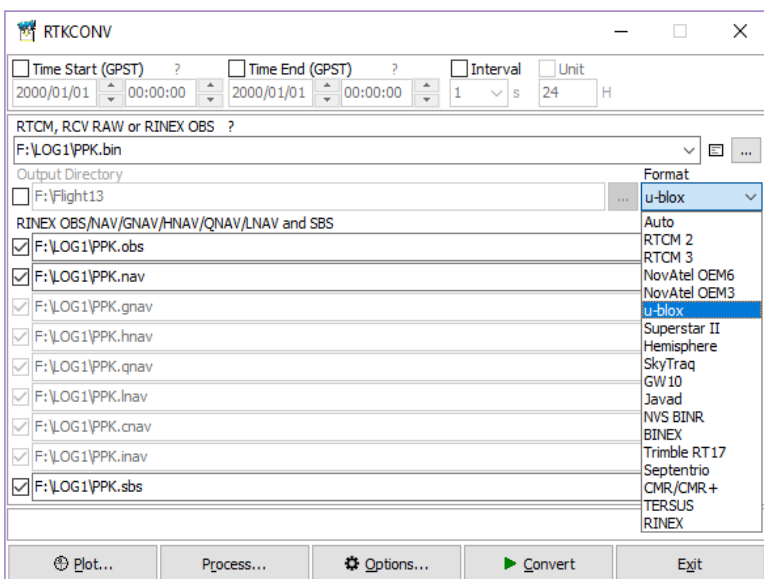 RTKCONV
Time Start (GPST) ? Time End (GPST) ? Interval Unit
2000/01/01 00:00:00 2000/01/01 00:00:00 1 s 24 H
RTCM, RCV RAW or RINEX OBS ?
F:\LOG1\PPK.bin ...
Output Directory Format
F:\Flight13 ... u-blox
RINEX OBS/NAV/GNAV/HNAV/QNAV/LNAV and SBS
F:\LOG1\PPK.obs
F:\LOG1\PPK.nav
F:\LOG1\PPK.gnav
F:\LOG1\PPK.hnav
F:\LOG1\PPK.qnav
F:\LOG1\PPK.lnav
F:\LOG1\PPK.cnav
F:\LOG1\PPK.inav
F:\LOG1\PPK.sbs
Auto
RTCM 2
RTCM 3
NovAtel OEM6
NovAtel OEM3
u-blox
Superstar II
Hemisphere
SkyTraq
GW10
Javad
NVS BINR
BINEX
Trimble RT17
Septentrio
CMR/CMR+
TERSUS
RINEX
Plot... Process... Options... Convert Exit